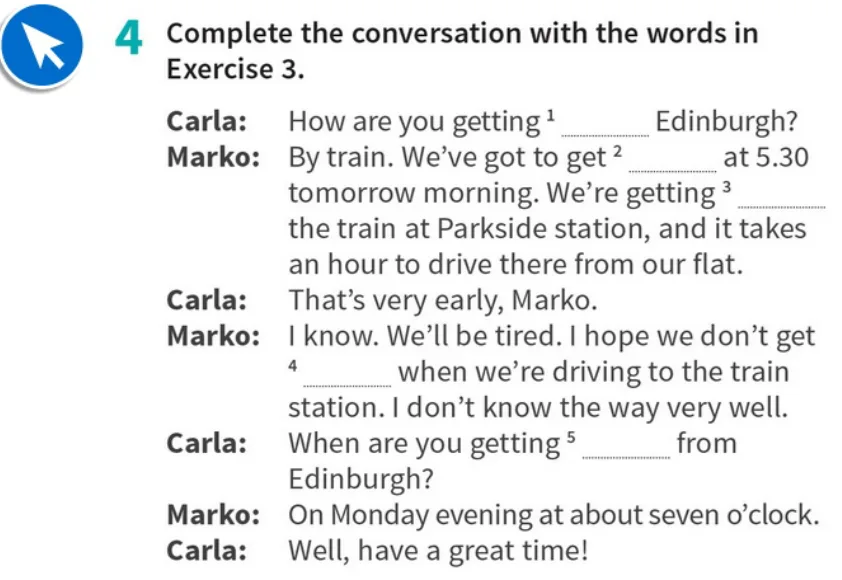 4 Complete the conversation with the words in
Exercise 3.
Carla: How are you getting ¹ ________ Edinburgh?
Marko: By train. We’ve got to get ² ________ at 5.30
tomorrow morning. We’re getting ³ ________
the train at Parkside station, and it takes
an hour to drive there from our flat.
Carla: That’s very early, Marko.
Marko: I know. We’ll be tired. I hope we don’t get
⁴ ________ when we’re driving to the train
station. I don’t know the way very well.
Carla: When are you getting ⁵ ________ from
Edinburgh?
Marko: On Monday evening at about seven o’clock.
Carla: Well, have a great time!